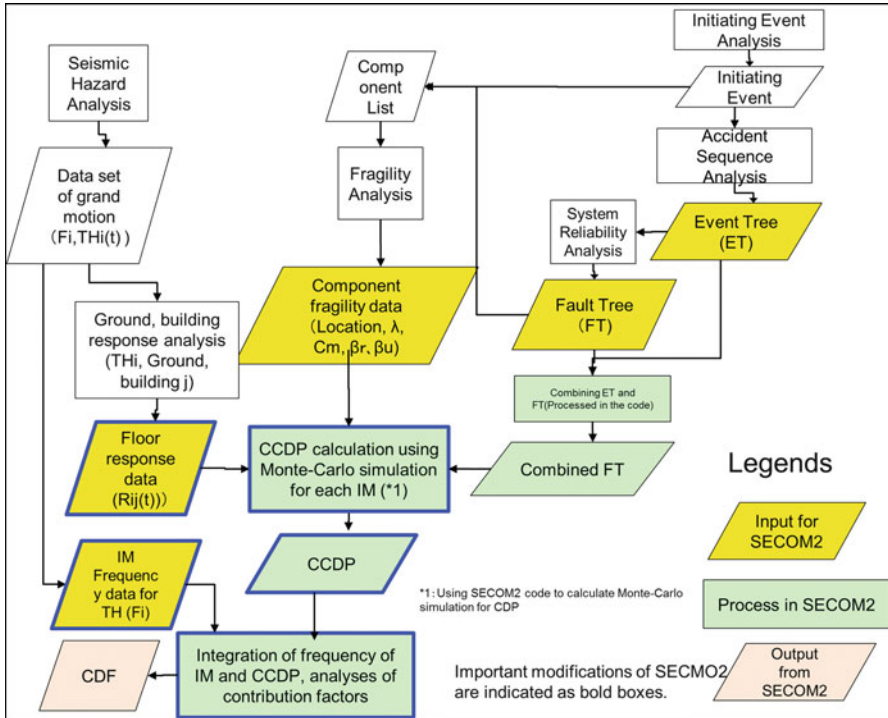 Seismic
Hazard
Analysis
Data set
of grand
motion
(Fi,THi(t) )
Ground, building
response analysis
(THi, Ground,
building j)
Floor
response
data
(Rij(t)))
IM
Frequenc
y data for
TH (Fi)
CDF
Comp
onent
List
Fragility
Analysis
Component
fragility data
(Location, λ,
Cm, βr、βu)
CCDP calculation using
Monte-Carlo simulation
for each IM (*1)
CCDP
Integration of frequency of
IM and CCDP, analyses of
contribution factors
Initiating Event
Analysis
Initiating
Event
Accident
Sequence
Analysis
Event Tree
(ET)
System
Reliability
Analysis
Fault Tree
(FT)
Combining ET and
FT(Processed in the code)
Combined FT
*1: Using SECOM2 code to calculate Monte-Carlo
simulation for CDP
Important modifications of SECMO2
are indicated as bold boxes.
Legends
Input for
SECOM2
Process in SECOM2
Output
from
SECOM2